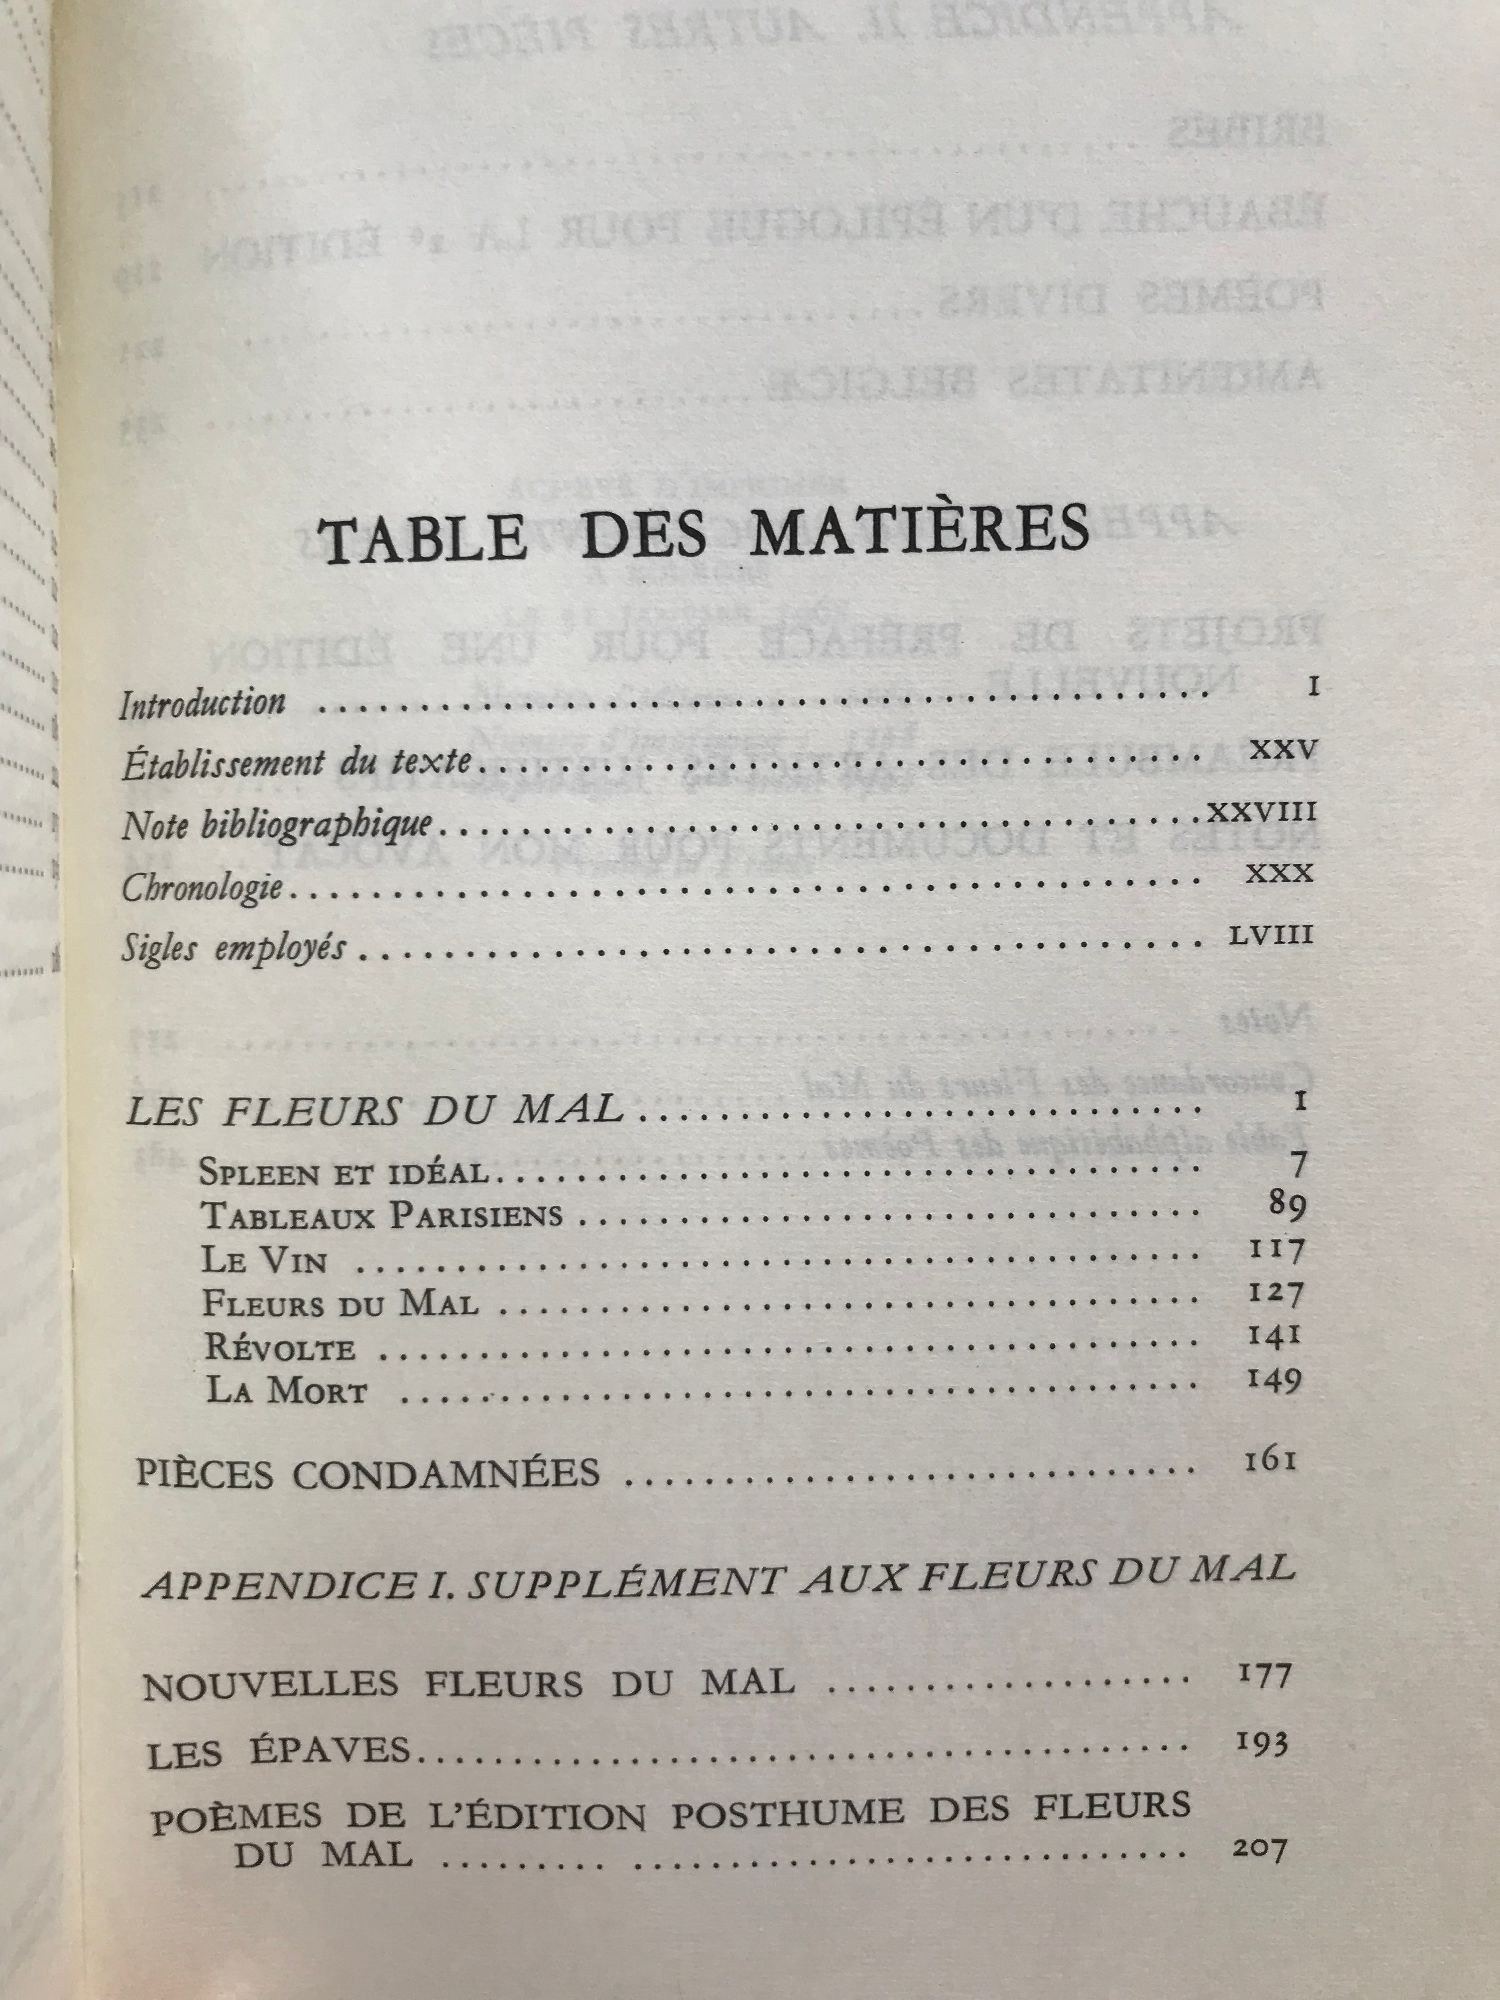 TABLE DES MATIÈRES
Introduction ........................................ I
Établissement du texte.................................. XXV
Note bibliographique....................................XXVIII
Chronologie........................................... XXX
Sigles employés ........................................ LVIII
LES FLEURS DU MAL............................ 1
SPLEEN ET IDÉAL.................................. 7
TABLEAUX PARISIENS .............................. 89
LE VIN ......................................... 117
FLEURS DU MAL .................................. 127
RÉVOLTE ........................................ 141
LA MORT ....................................... 149
PIÈCES CONDAMNÉES ............................. 161
APPENDICE I. SUPPLÉMENT AUX FLEURS DU MAL
NOUVELLES FLEURS DU MAL ................... 177
LES ÉPAVES....................................... 193
POÈMES DE L'ÉDITION POSTHUME DES FLEURS
DU MAL ......... ............................ 207